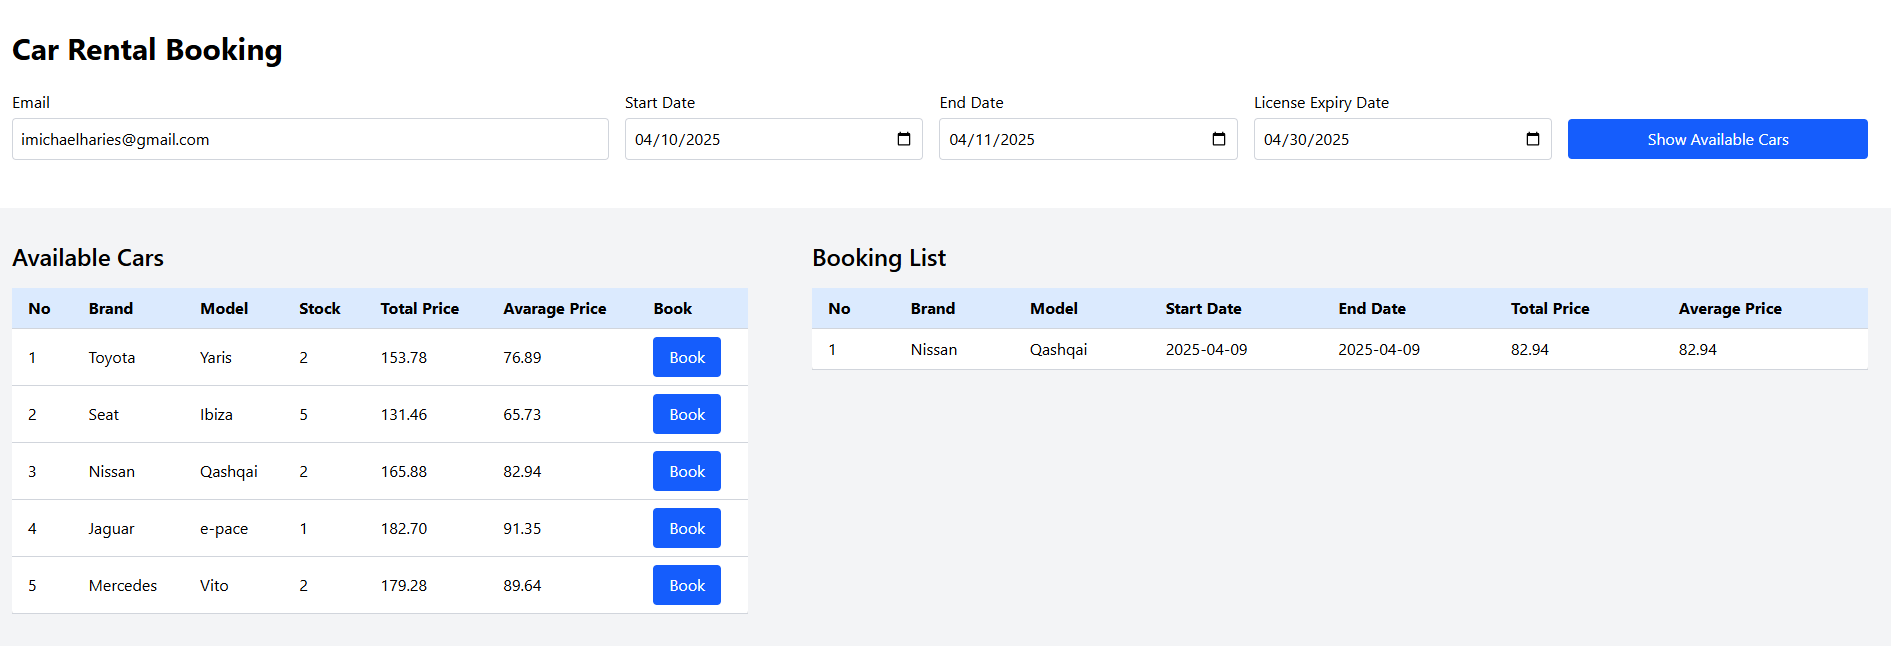 Car Rental Booking
Email Start Date End Date License Expiry Date
imichaelharies@gmail.com 04/10/2025 04/11/2025 04/30/2025 Show Available Cars
Available Cars
No Brand Model Stock Total Price Avarage Price Book
1 Toyota Yaris 2 153.78 76.89 Book
2 Seat Ibiza 5 131.46 65.73 Book
3 Nissan Qashqai 2 165.88 82.94 Book
4 Jaguar e-pace 1 182.70 91.35 Book
5 Mercedes Vito 2 179.28 89.64 Book
Booking List
No Brand Model Start Date End Date Total Price Average Price
1 Nissan Qashqai 2025-04-09 2025-04-09 82.94 82.94